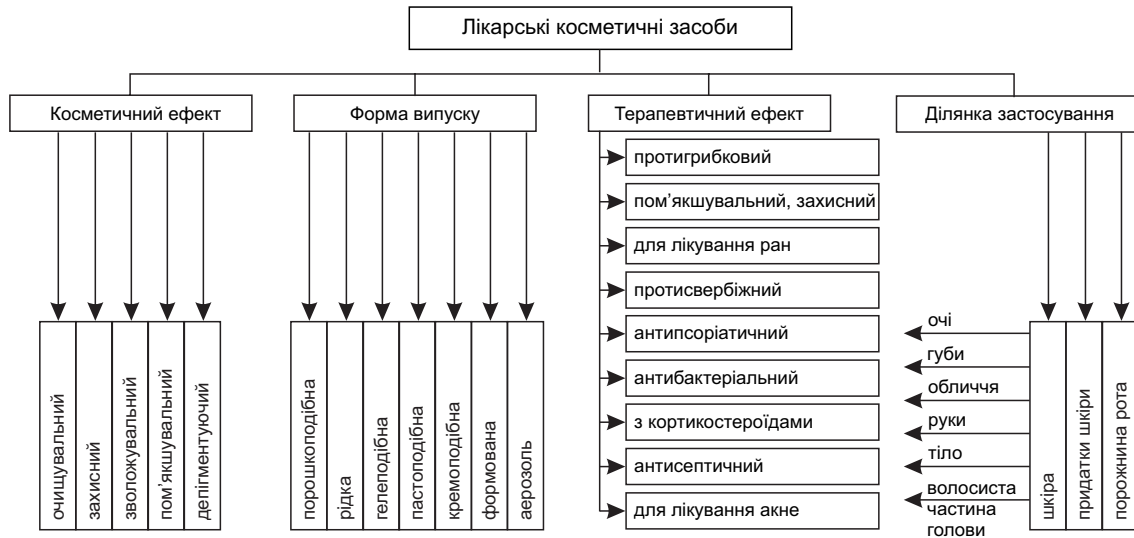 Лікарські косметичні засоби
Косметичний ефект
Форма випуску
Терапевтичний ефект
Ділянка застосування
очищувальний
захисний
зволожувальний
пом’якшувальний
депігментуючий
порошкоподібна
рідка
гелеподібна
пастоподібна
кремоподібна
формована
аерозоль
протигрибковий
пом’якшувальний, захисний
для лікування ран
протисвербіжний
антипсоріатичний
антибактеріальний
з кортикостероїдами
антисептичний
для лікування акне
очі
губи
обличчя
руки
тіло
волосиста
частина
голови
шкіра
придатки шкіри
порожнина рота